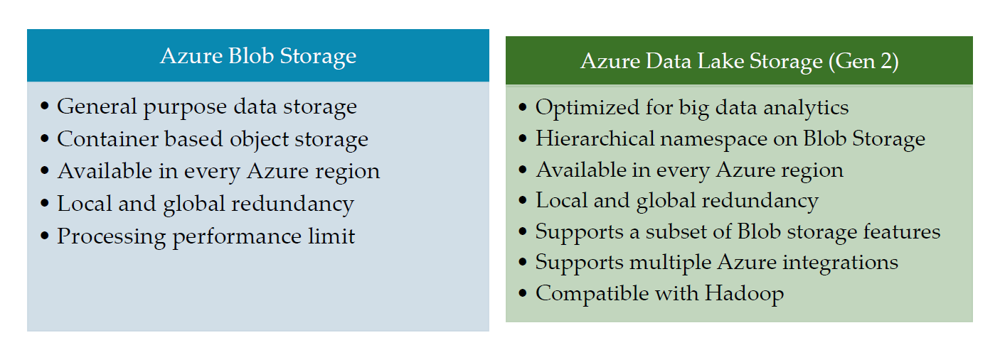 Azure Blob Storage
• General purpose data storage
• Container based object storage
• Available in every Azure region
• Local and global redundancy
• Processing performance limit
Azure Data Lake Storage (Gen 2)
• Optimized for big data analytics
• Hierarchical namespace on Blob Storage
• Available in every Azure region
• Local and global redundancy
• Supports a subset of Blob storage features
• Supports multiple Azure integrations
• Compatible with Hadoop